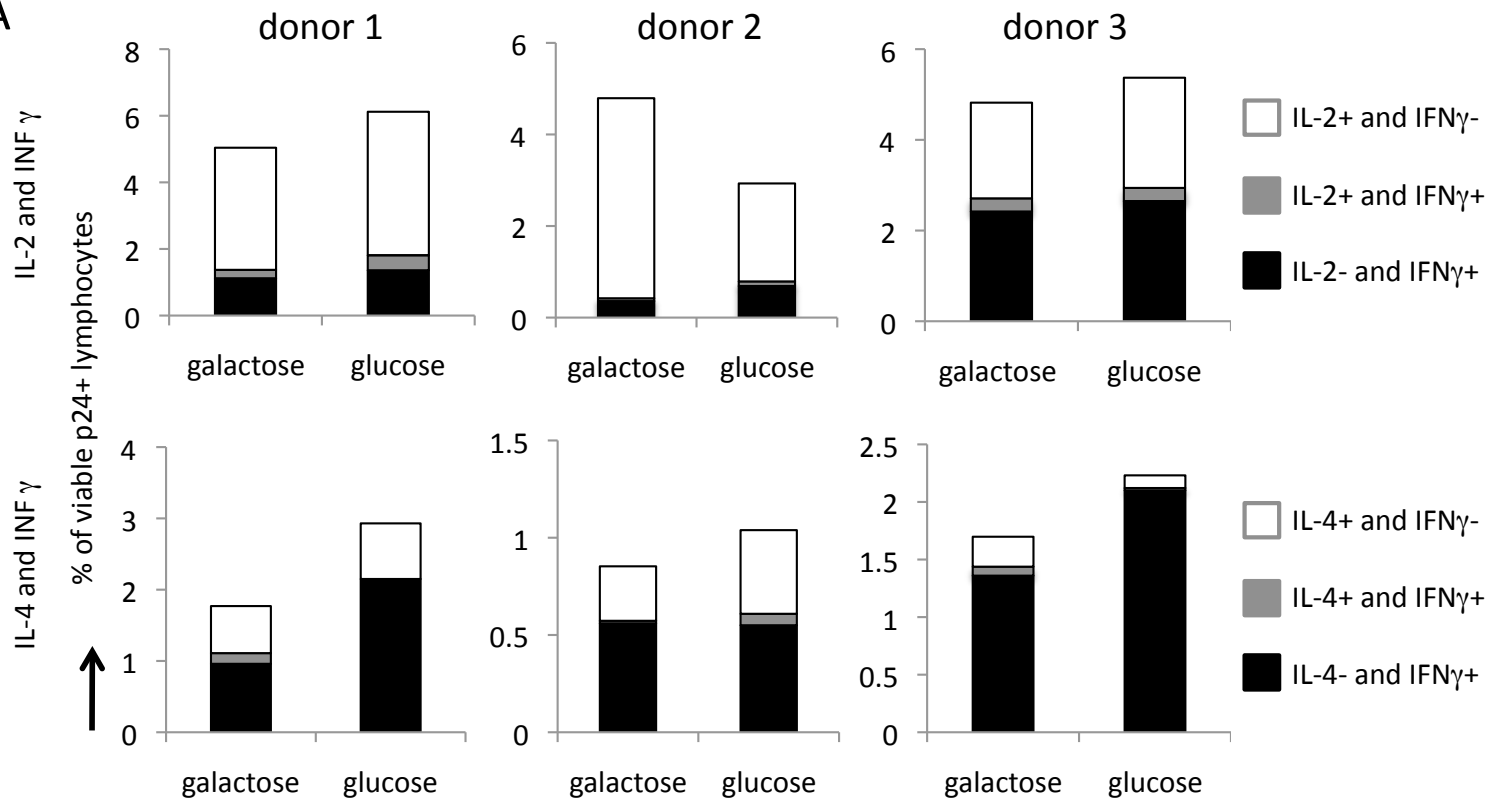 A
donor 1
donor 2
donor 3
IL-2 and INF γ
% of viable p24+ lymphocytes
8
6
4
2
0
galactose
glucose
6
4
2
0
galactose
glucose
6
4
2
0
galactose
glucose
IL-2+ and IFNγ-
IL-2+ and IFNγ+
IL-2- and IFNγ+
IL-4 and INF γ
4
3
2
1
0
galactose
glucose
1.5
1
0.5
0
galactose
glucose
2.5
2
1.5
1
0.5
0
galactose
glucose
IL-4+ and IFNγ-
IL-4+ and IFNγ+
IL-4- and IFNγ+